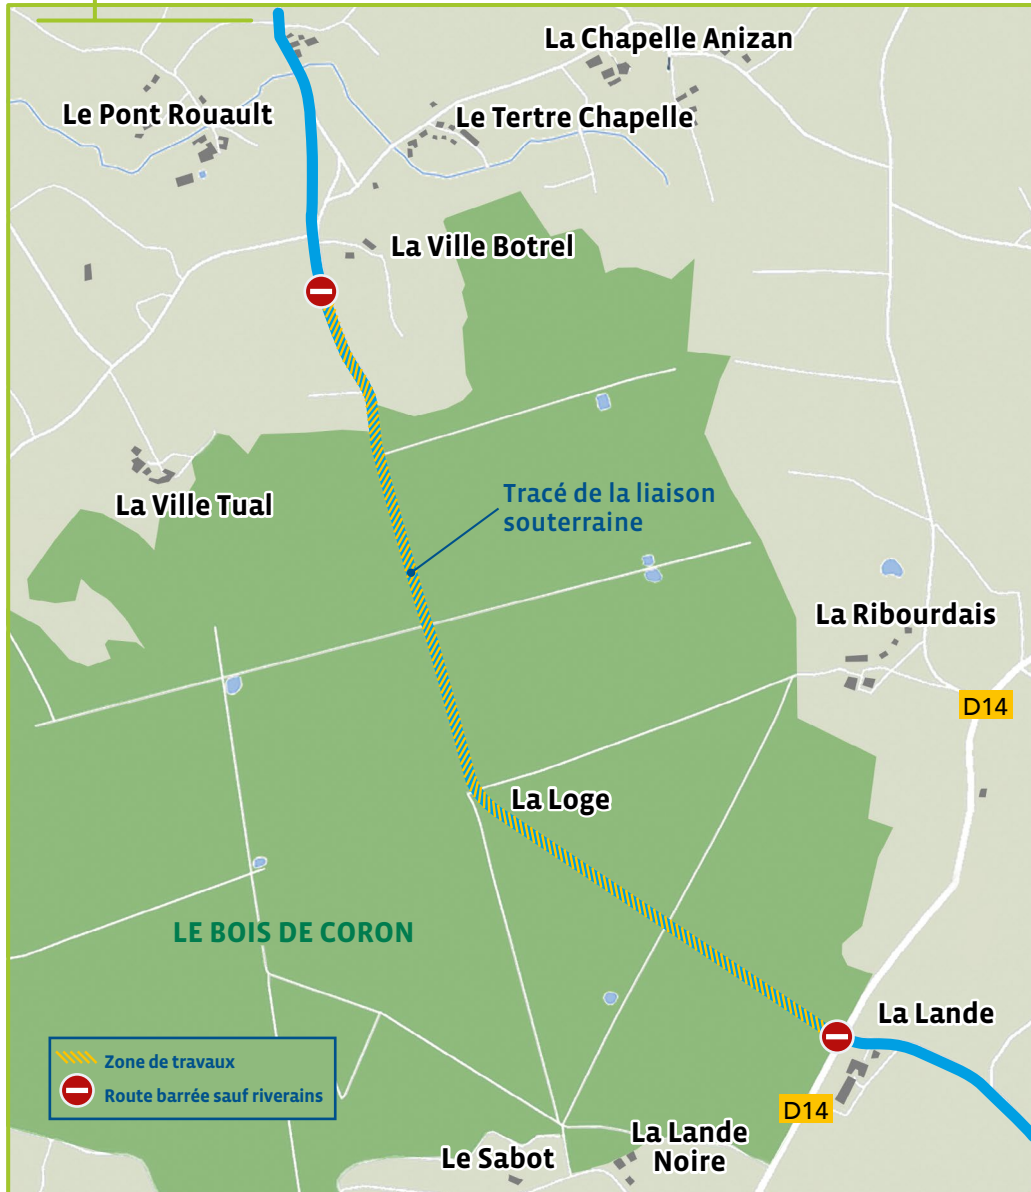 La Chapelle Anizan
Le Pont Rouault
Le Tertre Chapelle
La Ville Botrel
La Ville Tual
Tracé de la liaison
souterraine
La Ribourdais
D14
La Loge
LE BOIS DE CORON
La Lande
Zone de travaux
Route barrée sauf riverains
D14
Le Sabot
La Lande
Noire